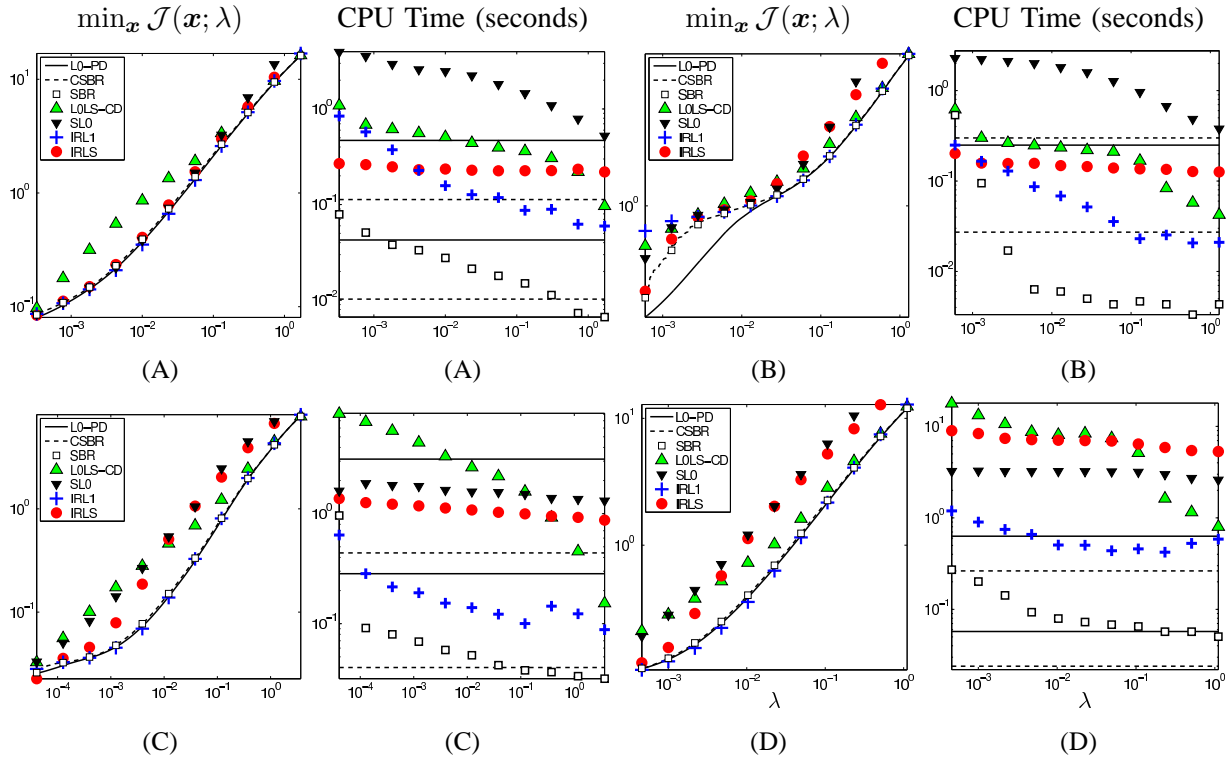 min_x J(x; λ) CPU Time (seconds) min_x J(x; λ) CPU Time (seconds)
10^1
10^0
10^-1
L0−PD
CSBR
SBR
L0LS−CD
SL0
IRL1
IRLS
10^-3 10^-2 10^-1 10^0
10^0
10^-1
10^-2
10^-3 10^-2 10^-1 10^0
10^0
L0−PD
CSBR
SBR
L0LS−CD
SL0
IRL1
IRLS
10^-3 10^-2 10^-1 10^0
10^0
10^-1
10^-2
10^-3 10^-2 10^-1 10^0
(A) (A) (B) (B)
10^0
10^-1
L0−PD
CSBR
SBR
L0LS−CD
SL0
IRL1
IRLS
10^-4 10^-3 10^-2 10^-1 10^0
10^0
10^-1
10^-4 10^-3 10^-2 10^-1 10^0
10^1
10^0
L0−PD
CSBR
SBR
L0LS−CD
SL0
IRL1
IRLS
10^-3 10^-2 10^-1 10^0
λ
10^1
10^0
10^-1
10^-3 10^-2 10^-1 10^0
(C) (C) (D) (D)